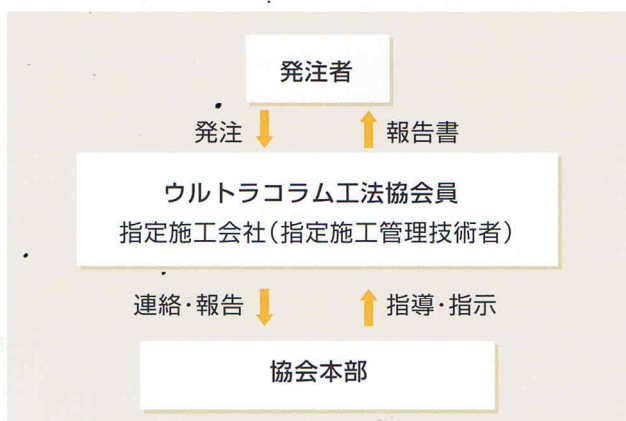 発注者
発注
報告書
ウルトラコラム工法協会員
指定施工会社(指定施工管理技術者)
連絡・報告
指導・指示
協会本部